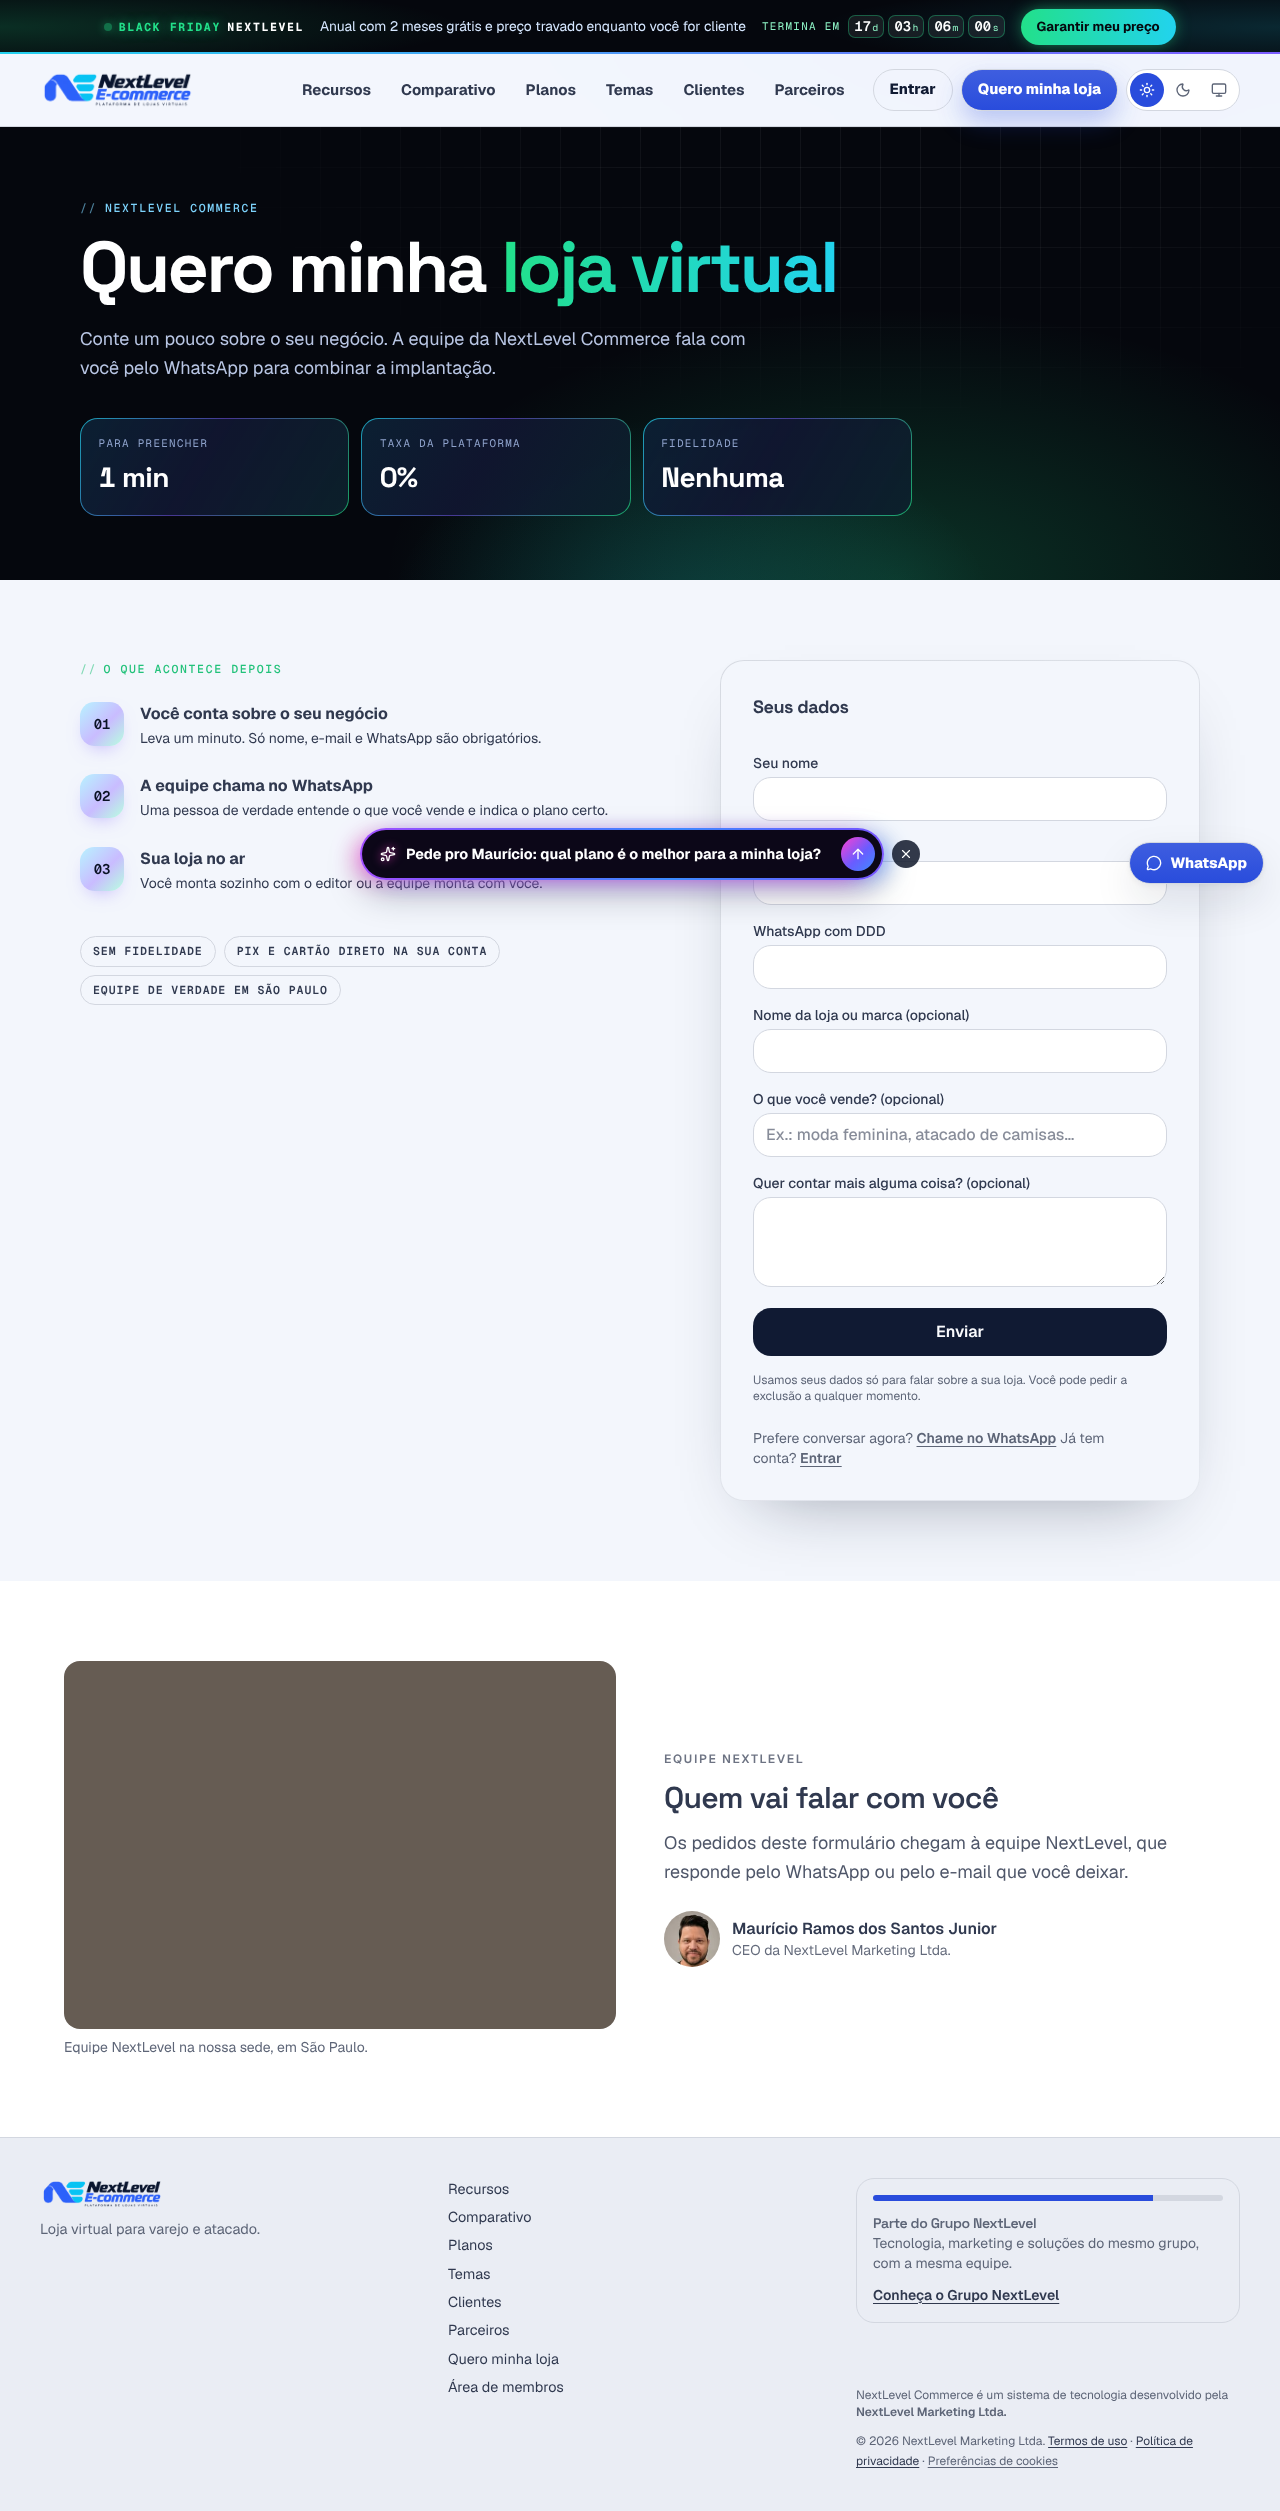 BLACK FRIDAY NEXTLEVEL Anual com 2 meses grátis e preço travado enquanto você for cliente TERMINA EM 17d 03h 06m 00s Garantir meu preço
NextLevel
E-commerce
PLATAFORMA DE LOJAS VIRTUAIS
Recursos Comparativo Planos Temas Clientes Parceiros Entrar Quero minha loja
// NEXTLEVEL COMMERCE
Quero minha loja virtual
Conte um pouco sobre o seu negócio. A equipe da NextLevel Commerce fala com
você pelo WhatsApp para combinar a implantação.
PARA PREENCHER
1 min
TAXA DA PLATAFORMA
0%
FIDELIDADE
Nenhuma
// O QUE ACONTECE DEPOIS
01
Você conta sobre o seu negócio
Leva um minuto. Só nome, e-mail e WhatsApp são obrigatórios.
02
A equipe chama no WhatsApp
Uma pessoa de verdade entende o que você vende e indica o plano certo.
03
Sua loja no ar
Você monta sozinho com o editor ou a equipe monta com você.
SEM FIDELIDADE
PIX E CARTÃO DIRETO NA SUA CONTA
EQUIPE DE VERDADE EM SÃO PAULO
Pede pro Maurício: qual plano é o melhor para a minha loja?
WhatsApp
Seus dados
Seu nome
WhatsApp com DDD
Nome da loja ou marca (opcional)
O que você vende? (opcional)
Ex.: moda feminina, atacado de camisas...
Quer contar mais alguma coisa? (opcional)
Enviar
Usamos seus dados só para falar sobre a sua loja. Você pode pedir a
exclusão a qualquer momento.
Prefere conversar agora? Chame no WhatsApp Já tem
conta? Entrar
Equipe NextLevel na nossa sede, em São Paulo.
EQUIPE NEXTLEVEL
Quem vai falar com você
Os pedidos deste formulário chegam à equipe NextLevel, que
responde pelo WhatsApp ou pelo e-mail que você deixar.
Maurício Ramos dos Santos Junior
CEO da NextLevel Marketing Ltda.
NextLevel
E-commerce
PLATAFORMA DE LOJAS VIRTUAIS
Loja virtual para varejo e atacado.
Recursos
Comparativo
Planos
Temas
Clientes
Parceiros
Quero minha loja
Área de membros
Parte do Grupo NextLevel
Tecnologia, marketing e soluções do mesmo grupo,
com a mesma equipe.
Conheça o Grupo NextLevel
NextLevel Commerce é um sistema de tecnologia desenvolvido pela
NextLevel Marketing Ltda.
© 2026 NextLevel Marketing Ltda. Termos de uso · Política de
privacidade · Preferências de cookies